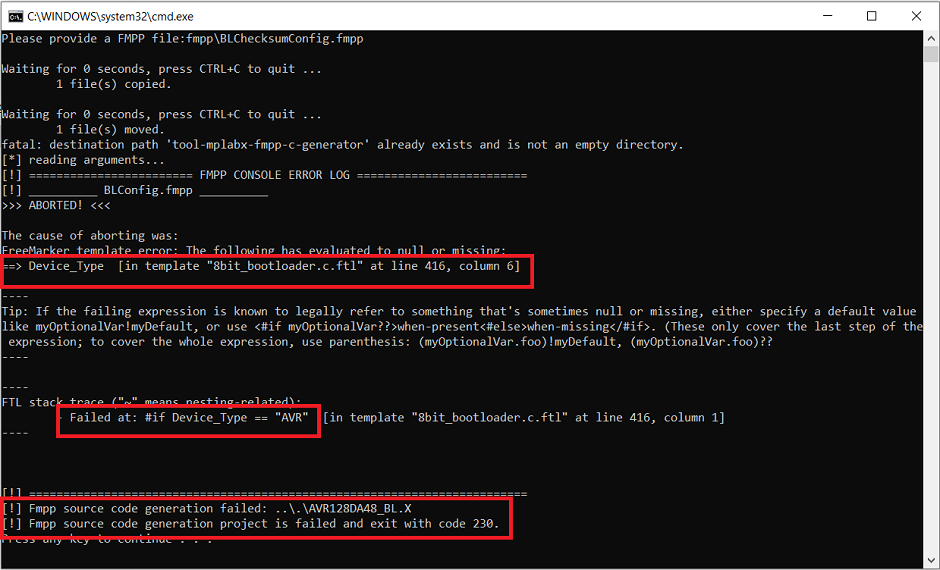 C:\WINDOWS\system32\cmd.exe
Please provide a FMPP file:fmpp\BLChecksumConfig.fmpp
Waiting for 0 seconds, press CTRL+C to quit ...
1 file(s) copied.
Waiting for 0 seconds, press CTRL+C to quit ...
1 file(s) moved.
fatal: destination path 'tool-mplabx-fmpp-c-generator' already exists and is not an empty directory.
[*] reading arguments...
[!] ======================== FMPP CONSOLE ERROR LOG =========================
[!] __________ BLConfig.fmpp __________
>>> ABORTED! <<<
The cause of aborting was:
FreeMarker template error: The following has evaluated to null or missing:
==> Device_Type  [in template "8bit_bootloader.c.ftl" at line 416, column 6]
----
Tip: If the failing expression is known to legally refer to something that's sometimes null or missing, either specify a default value
like myOptionalVar!myDefault, or use <#if myOptionalVar??>when-present<#else>when-missing</#if>. (These only cover the last step of the
expression; to cover the whole expression, use parenthesis: (myOptionalVar.foo)!myDefault, (myOptionalVar.foo)??
----
----
FTL stack trace ("~" means nesting-related):
- Failed at: #if Device_Type == "AVR"  [in template "8bit_bootloader.c.ftl" at line 416, column 1]
----
[!] =========================================================================
[!] Fmpp source code generation failed: ..\.\AVR128DA48_BL.X
[!] Fmpp source code generation project is failed and exit with code 230.
Press any key to continue . . .